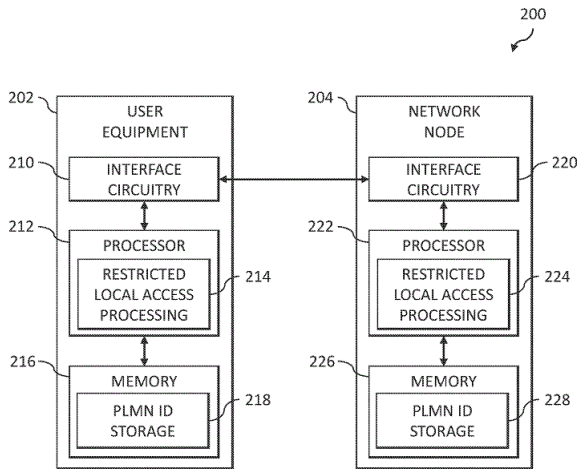 200
202
USER
EQUIPMENT
210
INTERFACE
CIRCUITRY
212
PROCESSOR
RESTRICTED
LOCAL ACCESS
PROCESSING
214
216
MEMORY
PLMN ID
STORAGE
218
204
NETWORK
NODE
INTERFACE
CIRCUITRY
220
222
PROCESSOR
RESTRICTED
LOCAL ACCESS
PROCESSING
224
226
MEMORY
PLMN ID
STORAGE
228